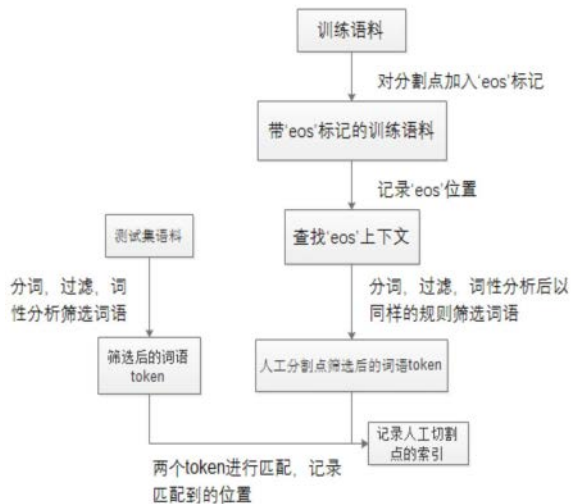 训练语料
对分割点加入'eos'标记
带'eos'标记的训练语料
记录'eos'位置
测试集语料
查找'eos'上下文
分词，过滤，词
性分析筛选词语
分词，过滤，词性分析后以
同样的规则筛选词语
筛选后的词语
token
人工分割点筛选后的词语token
记录人工切割
点的索引
两个token进行匹配，记录
匹配到的位置